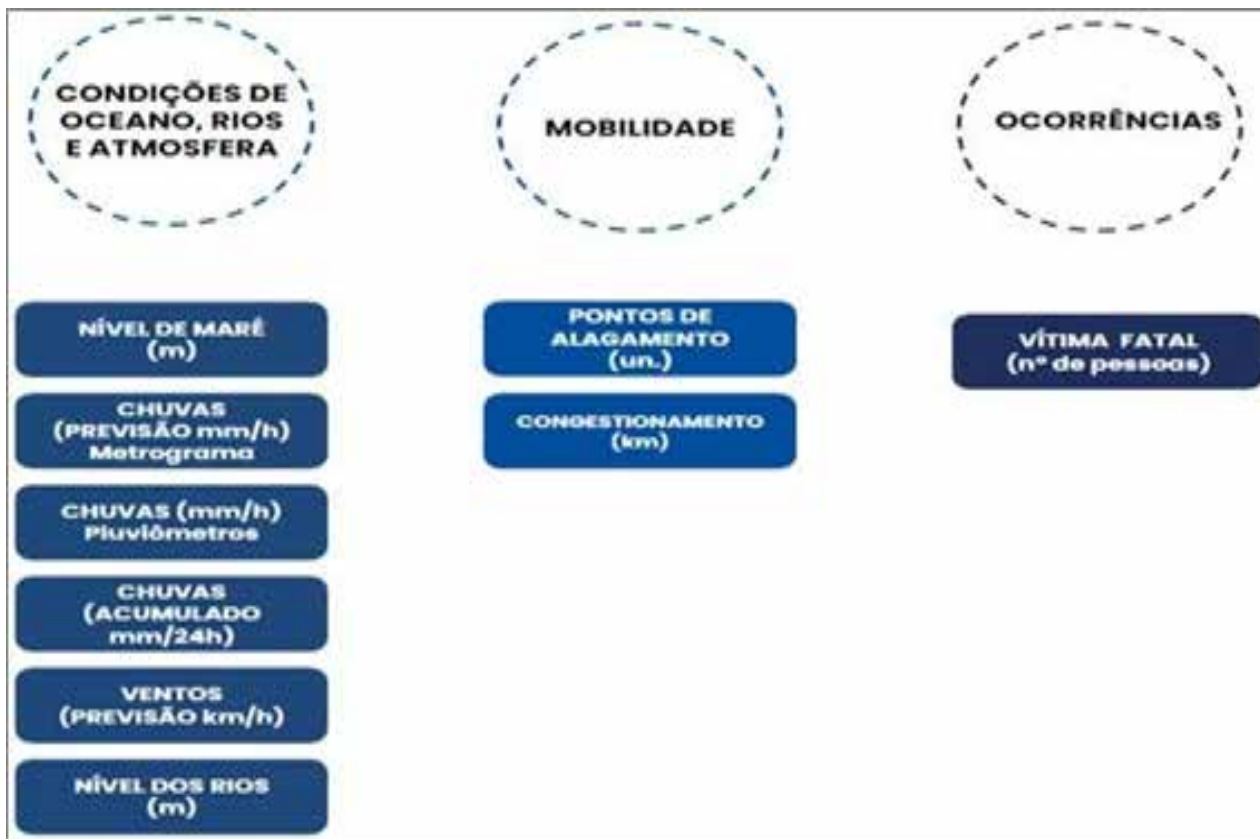 CONDIÇÕES DE
OCEANO, RIOS
E ATMOSFERA
NÍVEL DE MARÉ
(m)
CHUVAS
(PREVISÃO mm/h)
Metrograma
CHUVAS (mm/h)
Pluviômetros
CHUVAS
(ACUMULADO
mm/24h)
VENTOS
(PREVISÃO km/h)
NÍVEL DOS RIOS
(m)
MOBILIDADE
PONTOS DE
ALAGAMENTO
(un.)
CONGESTIONAMENTO
(km)
OCORRÊNCIAS
VÍTIMA FATAL
(nº de pessoas)